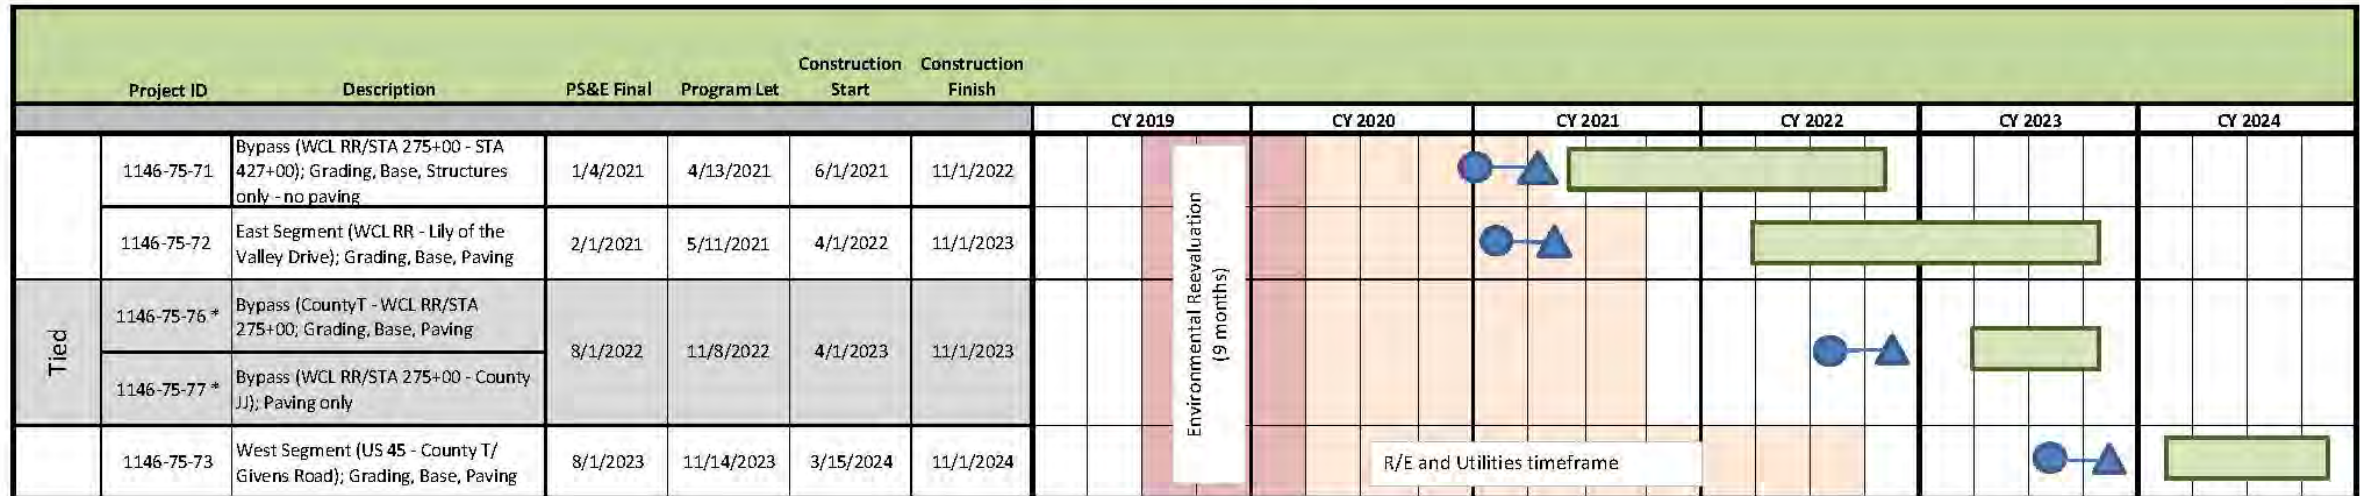 Construction Construction
Project ID Description PS&E Final Program Let Start Finish
CY 2019 CY 2020 CY 2021 CY 2022 CY 2023 CY 2024
Bypass (WCL RR/STA 275+00 - STA
1146-75-71 427+00); Grading, Base, Structures 1/4/2021 4/13/2021 6/1/2021 11/1/2022
only - no paving
1146-75-72 East Segment (WCL RR - Lily of the 2/1/2021 5/11/2021 4/1/2022 11/1/2023
Valley Drive); Grading, Base, Paving
Tied
1146-75-76 * Bypass (CountyT - WCL RR/STA
275+00; Grading, Base, Paving
8/1/2022 11/8/2022 4/1/2023 11/1/2023
1146-75-77 * Bypass (WCL RR/STA 275+00 - County
JJ); Paving only
1146-75-73 West Segment (US 45 - County T/ 8/1/2023 11/14/2023 3/15/2024 11/1/2024
Givens Road); Grading, Base, Paving
Environmental Reevaluation
(9 months)
R/E and Utilities timeframe